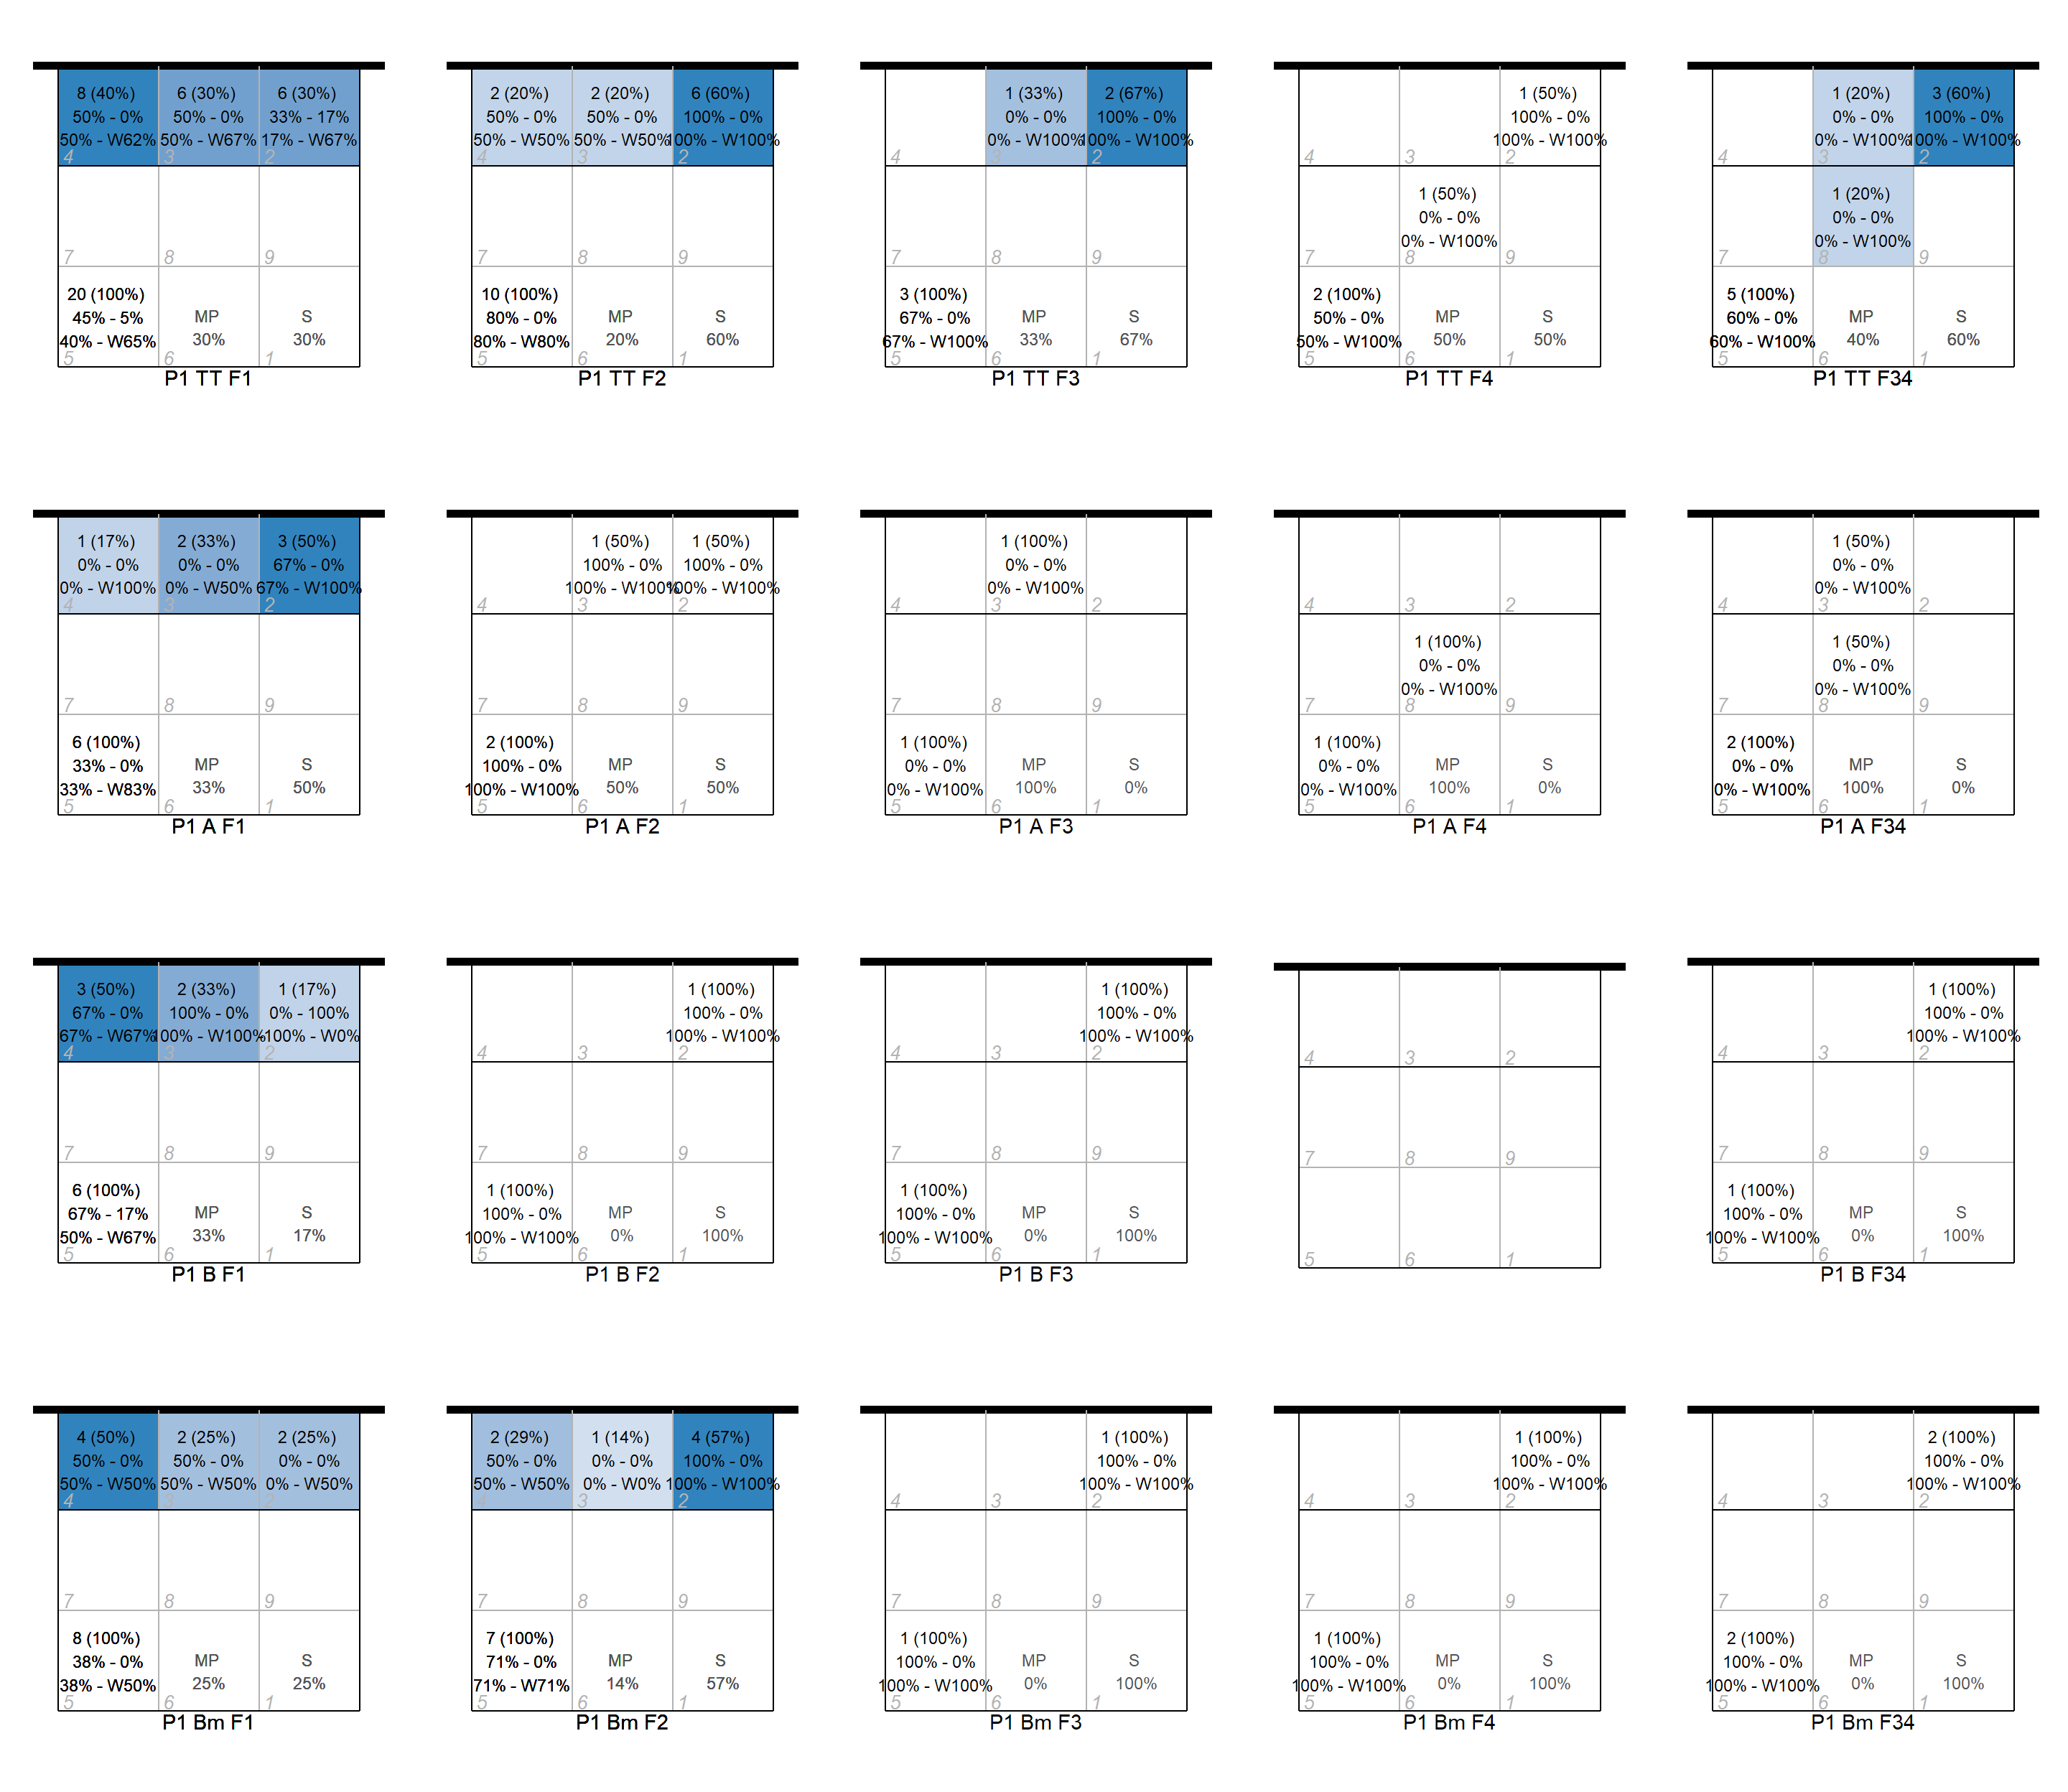 8 (40%)
50% - 0%
50% - W62%
4
6 (30%)
50% - 0%
50% - W67%
3
6 (30%)
33% - 17%
17% - W67%
2
7
8
9
20 (100%)
45% - 5%
40% - W65%
5
MP
30%
6
S
30%
1
P1 TT F1
2 (20%)
50% - 0%
50% - W50%
4
2 (20%)
50% - 0%
50% - W50%
3
6 (60%)
100% - 0%
100% - W100%
2
7
8
9
10 (100%)
80% - 0%
80% - W80%
5
MP
20%
6
S
60%
1
P1 TT F2
4
1 (33%)
0% - 0%
0% - W100%
3
2 (67%)
100% - 0%
100% - W100%
2
7
8
9
3 (100%)
67% - 0%
67% - W100%
5
MP
33%
6
S
67%
1
P1 TT F3
4
3
1 (50%)
100% - 0%
100% - W100%
2
7
1 (50%)
0% - 0%
0% - W100%
8
9
2 (100%)
50% - 0%
50% - W100%
5
MP
50%
6
S
50%
1
P1 TT F4
4
1 (20%)
0% - 0%
0% - W100%
3
3 (60%)
100% - 0%
100% - W100%
2
7
1 (20%)
0% - 0%
0% - W100%
8
9
5 (100%)
60% - 0%
60% - W100%
5
MP
40%
6
S
60%
1
P1 TT F34
1 (17%)
0% - 0%
0% - W100%
4
2 (33%)
0% - 0%
0% - W50%
3
3 (50%)
67% - 0%
67% - W100%
2
7
8
9
6 (100%)
33% - 0%
33% - W83%
5
MP
33%
6
S
50%
1
P1 A F1
4
1 (50%)
100% - 0%
100% - W100%
3
1 (50%)
100% - 0%
100% - W100%
2
7
8
9
2 (100%)
100% - 0%
100% - W100%
5
MP
50%
6
S
50%
1
P1 A F2
4
1 (100%)
0% - 0%
0% - W100%
3
2
7
8
9
1 (100%)
0% - 0%
0% - W100%
5
MP
100%
6
S
0%
1
P1 A F3
4
3
2
7
1 (100%)
0% - 0%
0% - W100%
8
9
1 (100%)
0% - 0%
0% - W100%
5
MP
100%
6
S
0%
1
P1 A F4
4
1 (50%)
0% - 0%
0% - W100%
3
2
7
1 (50%)
0% - 0%
0% - W100%
8
9
2 (100%)
0% - 0%
0% - W100%
5
MP
100%
6
S
0%
1
P1 A F34
3 (50%)
67% - 0%
67% - W67%
4
2 (33%)
100% - 0%
100% - W100%
3
1 (17%)
0% - 100%
-100% - W0%
2
7
8
9
6 (100%)
67% - 17%
50% - W67%
5
MP
33%
6
S
17%
1
P1 B F1
4
3
1 (100%)
100% - 0%
100% - W100%
2
7
8
9
1 (100%)
100% - 0%
100% - W100%
5
MP
0%
6
S
100%
1
P1 B F2
4
3
1 (100%)
100% - 0%
100% - W100%
2
7
8
9
1 (100%)
100% - 0%
100% - W100%
5
MP
0%
6
S
100%
1
P1 B F3
4
3
2
7
8
9
5
6
1
4
3
1 (100%)
100% - 0%
100% - W100%
2
7
8
9
1 (100%)
100% - 0%
100% - W100%
5
MP
0%
6
S
100%
1
P1 B F34
4 (50%)
50% - 0%
50% - W50%
4
2 (25%)
50% - 0%
50% - W50%
3
2 (25%)
0% - 0%
0% - W50%
2
7
8
9
8 (100%)
38% - 0%
38% - W50%
5
MP
25%
6
S
25%
1
P1 Bm F1
2 (29%)
50% - 0%
50% - W50%
4
1 (14%)
0% - 0%
0% - W0%
3
4 (57%)
100% - 0%
100% - W100%
2
7
8
9
7 (100%)
71% - 0%
71% - W71%
5
MP
14%
6
S
57%
1
P1 Bm F2
4
3
1 (100%)
100% - 0%
100% - W100%
2
7
8
9
1 (100%)
100% - 0%
100% - W100%
5
MP
0%
6
S
100%
1
P1 Bm F3
4
3
1 (100%)
100% - 0%
100% - W100%
2
7
8
9
1 (100%)
100% - 0%
100% - W100%
5
MP
0%
6
S
100%
1
P1 Bm F4
4
3
2 (100%)
100% - 0%
100% - W100%
2
7
8
9
2 (100%)
100% - 0%
100% - W100%
5
MP
0%
6
S
100%
1
P1 Bm F34